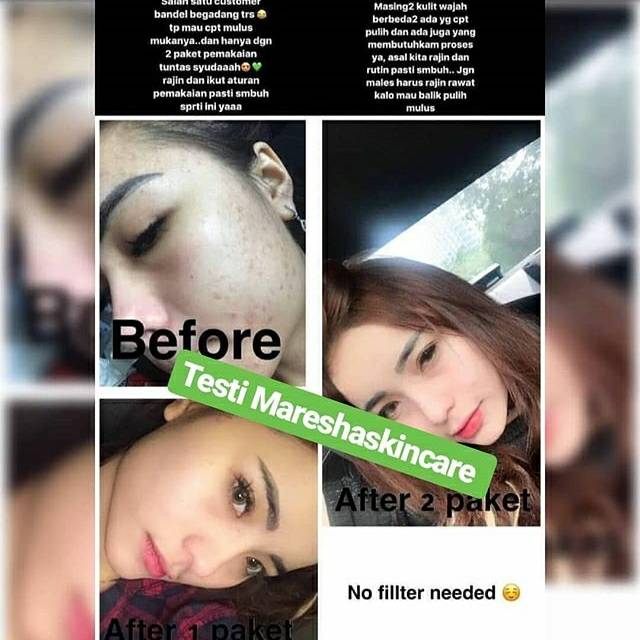 Salah satu customer
bandel begadang trs 😂
tp mau cpt mulus
mukanya..dan hanya dgn
2 paket pemakaian
tuntas syudaaah😍💚
rajin dan ikut aturan
pemakaian pasti smbuh
sprti ini yaaa
Masing2 kulit wajah
berbeda2 ada yg cpt
pulih dan ada juga yang
membutuhkam proses
ya, asal kita rajin dan
rutin pasti smbuh.. Jgn
males harus rajin rawat
kalo mau balik pulih
mulus
Before
Testi Mareshaskincare
After 2 paket
No fillter needed ☺️
After 1 paket